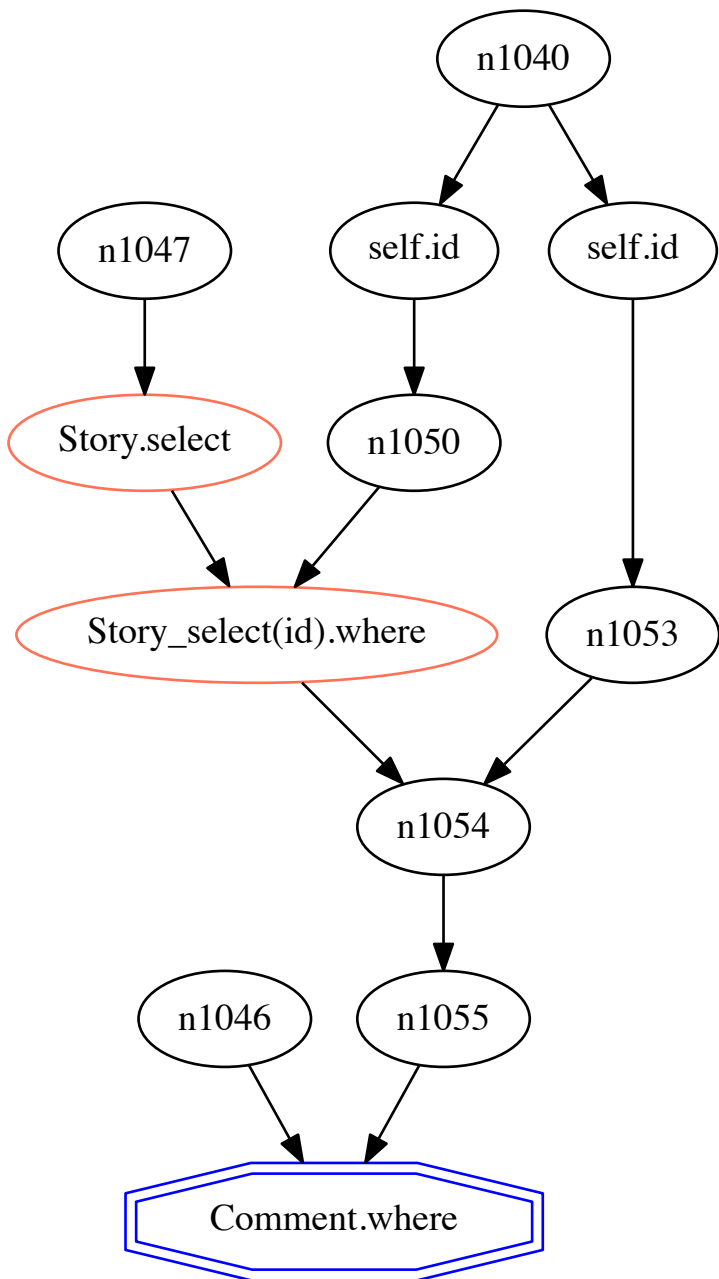 n1040
n1047
self.id
self.id
Story.select
n1050
Story_select(id).where
n1053
n1054
n1046
n1055
Comment.where